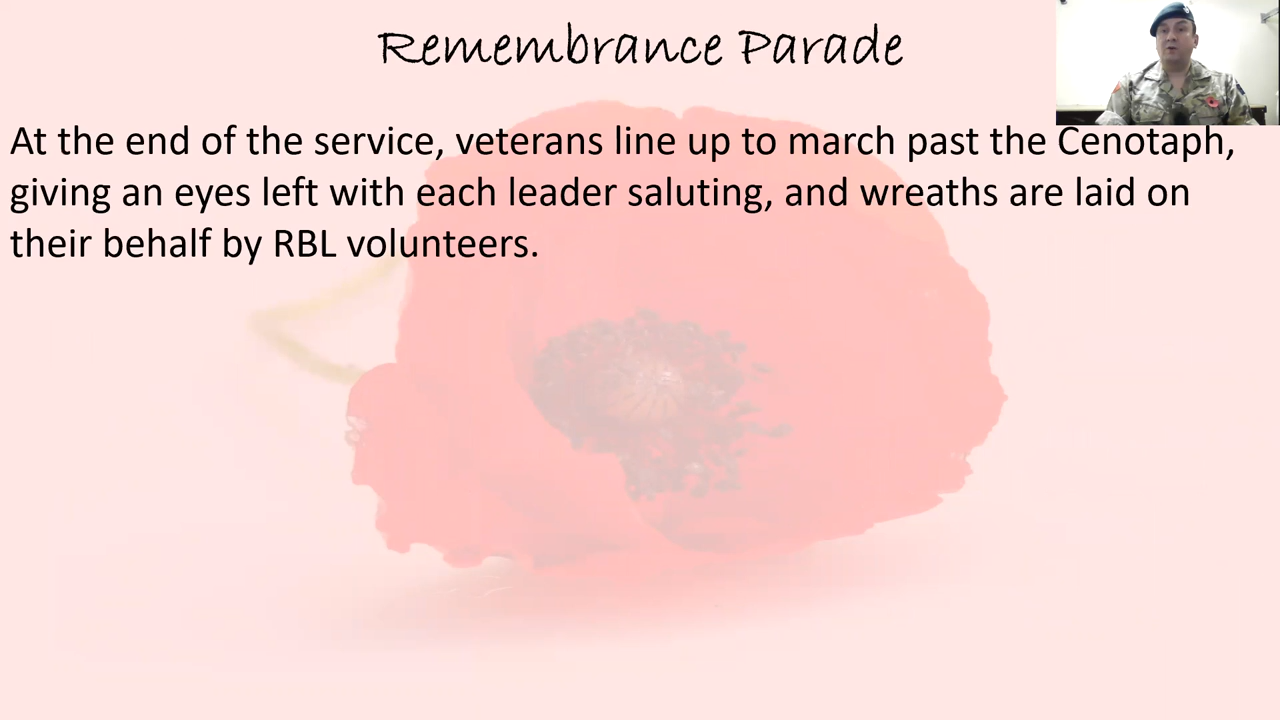 Remembrance Parade
At the end of the service, veterans line up to march past the Cenotaph,
giving an eyes left with each leader saluting, and wreaths are laid on
their behalf by RBL volunteers.